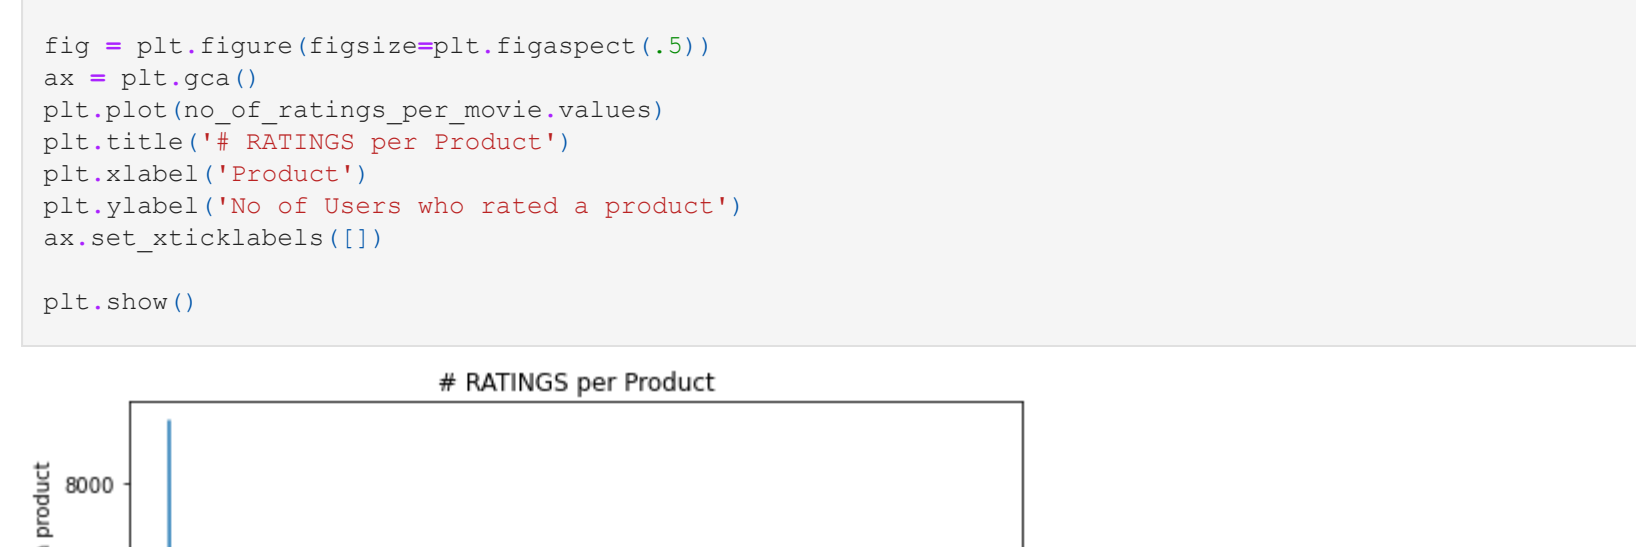 fig = plt.figure(figsize=plt.figaspect(.5))
ax = plt.gca()
plt.plot(no_of_ratings_per_movie.values)
plt.title('# RATINGS per Product')
plt.xlabel('Product')
plt.ylabel('No of Users who rated a product')
ax.set_xticklabels([])
plt.show()
# RATINGS per Product
8000
product